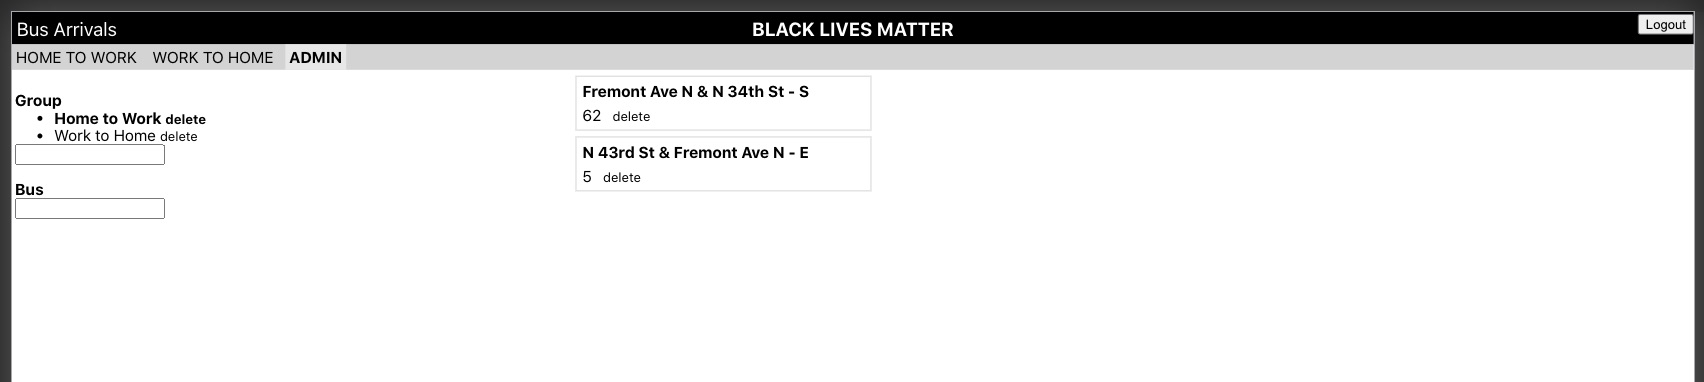 Bus Arrivals
BLACK LIVES MATTER
Logout
HOME TO WORK
WORK TO HOME
ADMIN
Group
Home to Work delete
Work to Home delete
Bus
Fremont Ave N & N 34th St - S
62 delete
N 43rd St & Fremont Ave N - E
5 delete